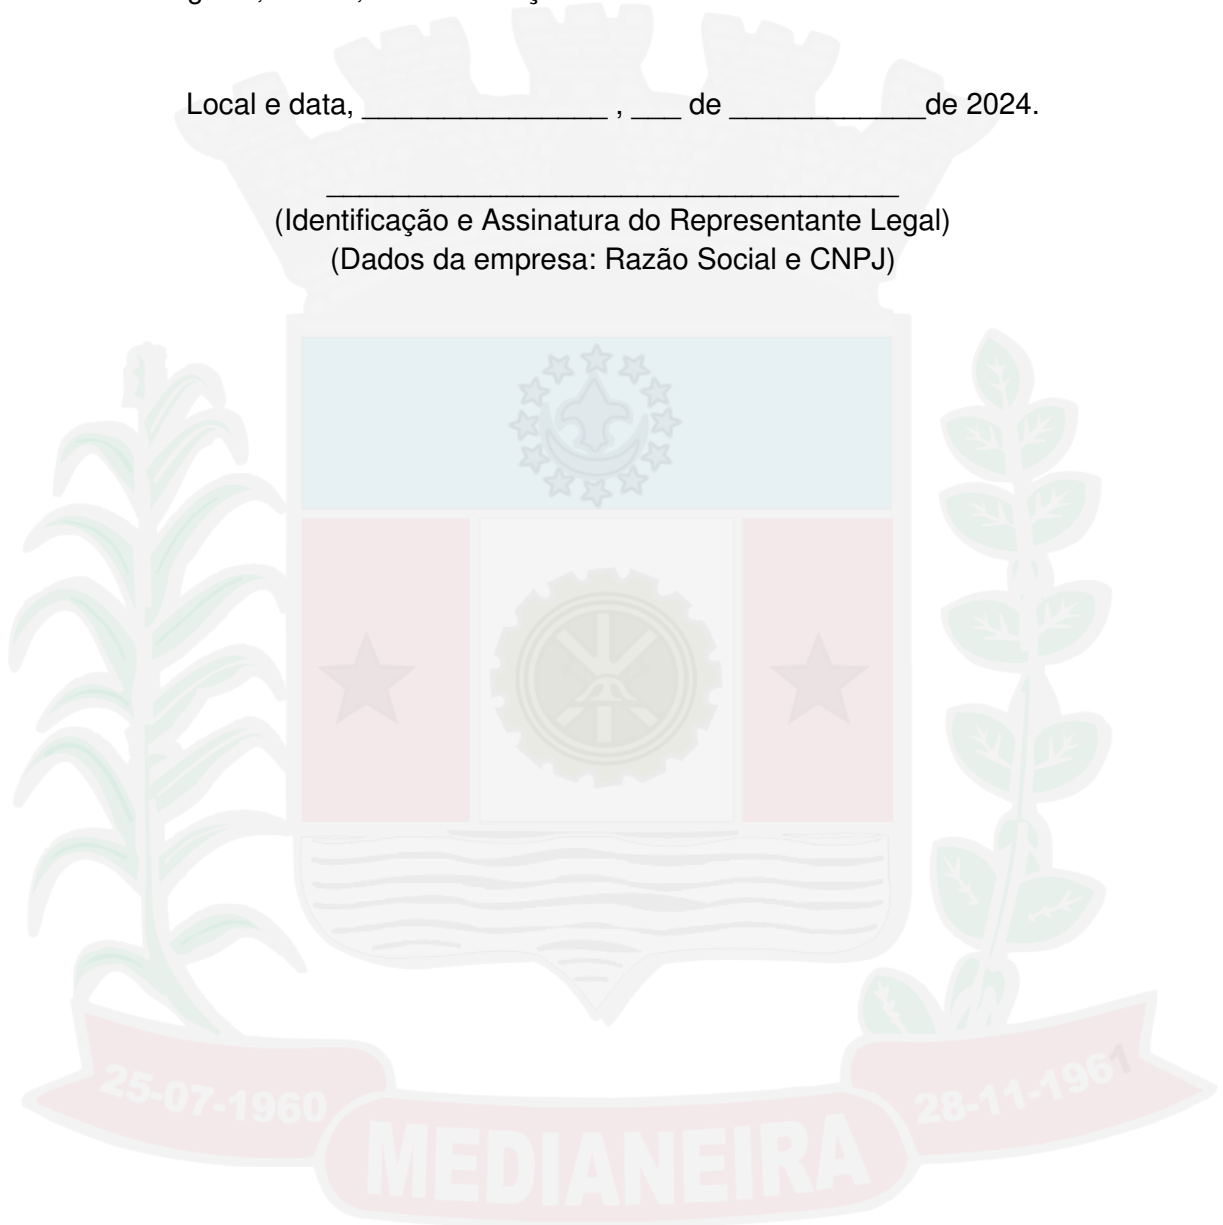 Local e data, _______________ , ___ de ____________de 2024.
___________________________________
(Identificação e Assinatura do Representante Legal)
(Dados da empresa: Razão Social e CNPJ)
25-07-1960
28-11-1961
MEDIANEIRA